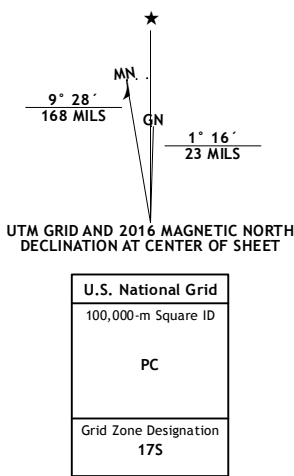 MN
9° 28´
168 MILS
GN
1° 16´
23 MILS
UTM GRID AND 2016 MAGNETIC NORTH
DECLINATION AT CENTER OF SHEET
U.S. National Grid
100,000-m Square ID
PC
Grid Zone Designation
17S